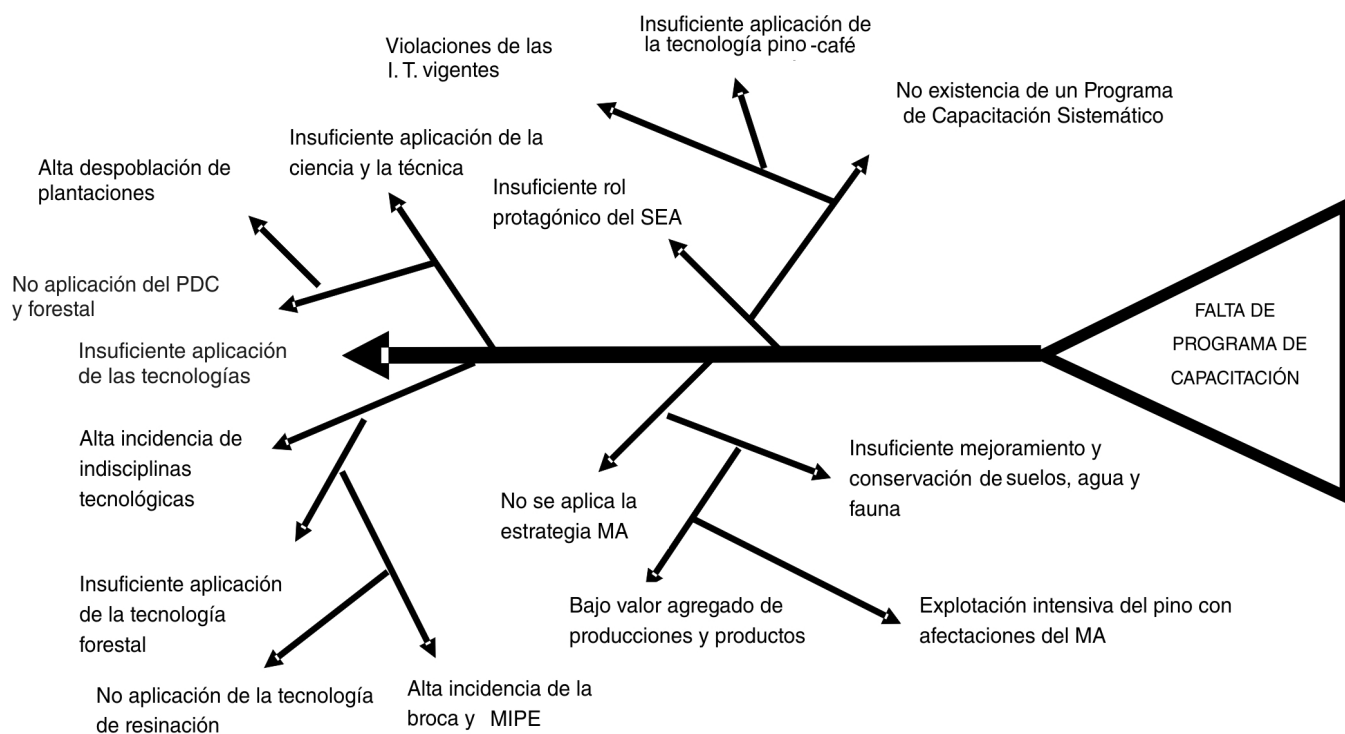 Insuficiente aplicación de
la tecnología pino-café
Violaciones de las
I. T. vigentes
No existencia de un Programa
de Capacitación Sistemático
Insuficiente aplicación de la
ciencia y la técnica
Alta despoblación de
plantaciones
Insuficiente rol
protagónico del SEA
No aplicación del PDC
y forestal
Insuficiente aplicación
de las tecnologías
FALTA DE
PROGRAMA DE
CAPACITACIÓN
Alta incidencia de
indisciplinas
tecnológicas
Insuficiente mejoramiento y
conservación de suelos, agua y
fauna
No se aplica la
estrategia MA
Insuficiente aplicación
de la tecnología
forestal
Bajo valor agregado de
producciones y productos
Explotación intensiva del pino con
afectaciones del MA
No aplicación de la tecnología
de resinación
Alta incidencia de la
broca y MIPE